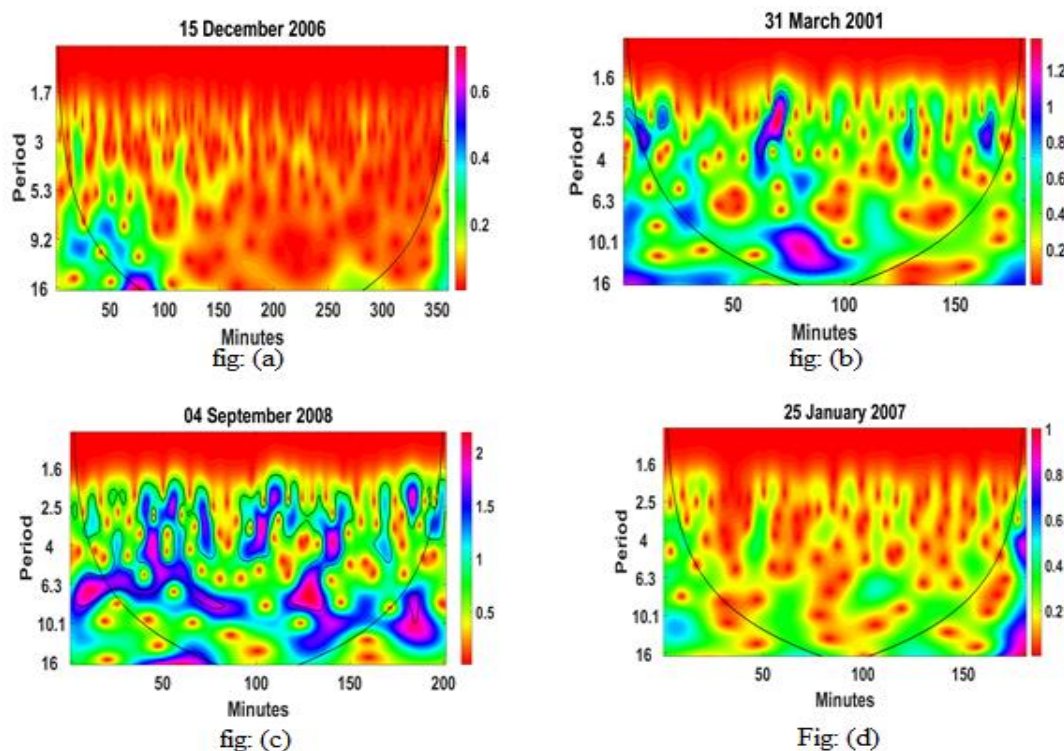 15 December 2006
1.7
3
5.3
9.2
16
Period
50 100 150 200 250 300 350
Minutes
0.6
0.4
0.2
fig: (a)
31 March 2001
1.6
2.5
4
6.3
10.1
16
Period
50 100 150
Minutes
1.2
1
0.8
0.6
0.4
0.2
fig: (b)
04 September 2008
1.6
2.5
4
6.3
10.1
16
Period
50 100 150 200
Minutes
2
1.5
1
0.5
fig: (c)
25 January 2007
1.6
2.5
4
6.3
10.1
16
Period
50 100 150
Minutes
1
0.8
0.6
0.4
0.2
Fig: (d)